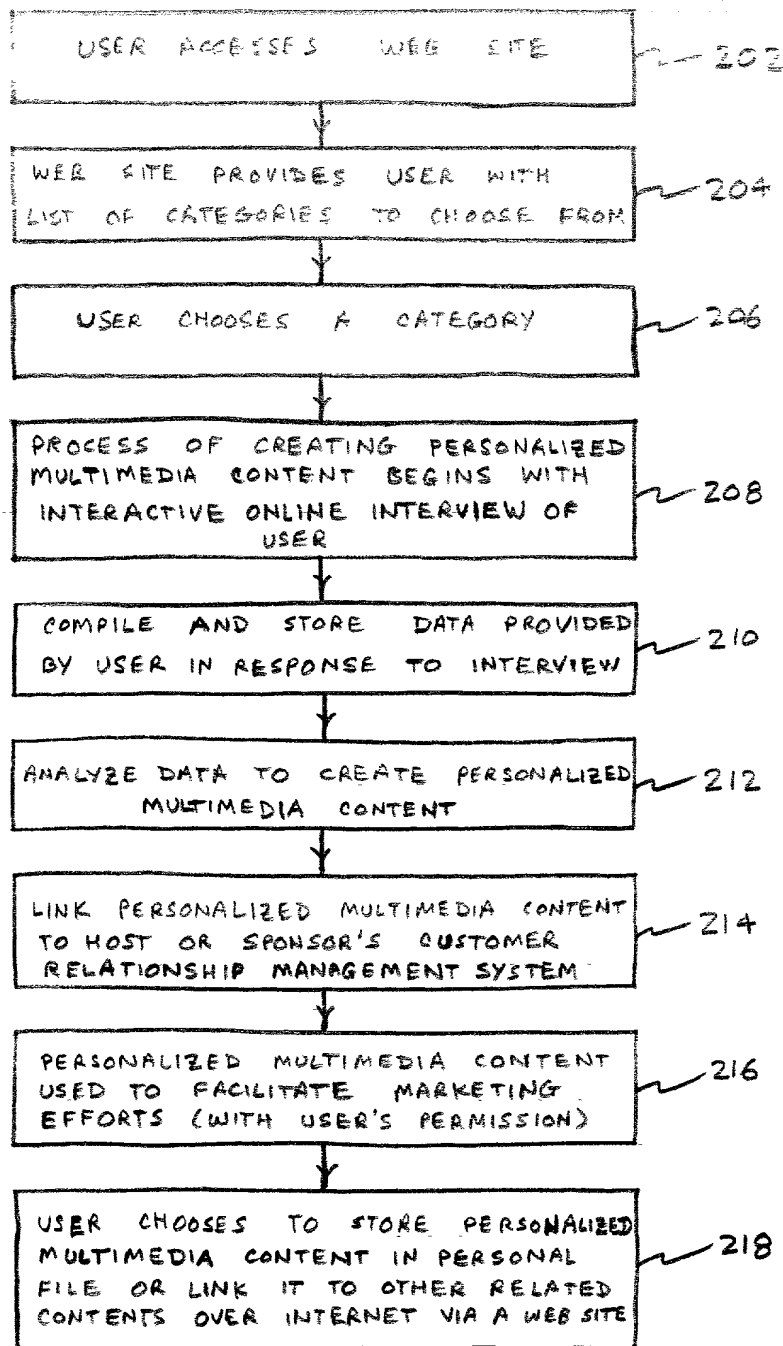 USER ACCESSES WEB SITE
202
WEB SITE PROVIDES USER WITH
LIST OF CATEGORIES TO CHOOSE FROM
204
USER CHOOSES A CATEGORY
206
PROCESS OF CREATING PERSONALIZED
MULTIMEDIA CONTENT BEGINS WITH
INTERACTIVE ONLINE INTERVIEW OF
USER
208
COMPILE AND STORE DATA PROVIDED
BY USER IN RESPONSE TO INTERVIEW
210
ANALYZE DATA TO CREATE PERSONALIZED
MULTIMEDIA CONTENT
212
LINK PERSONALIZED MULTIMEDIA CONTENT
TO HOST OR SPONSOR'S CUSTOMER
RELATIONSHIP MANAGEMENT SYSTEM
214
PERSONALIZED MULTIMEDIA CONTENT
USED TO FACILITATE MARKETING
EFFORTS (WITH USER'S PERMISSION)
216
USER CHOOSES TO STORE PERSONALIZED
MULTIMEDIA CONTENT IN PERSONAL
FILE OR LINK IT TO OTHER RELATED
CONTENTS OVER INTERNET VIA A WEB SITE
218